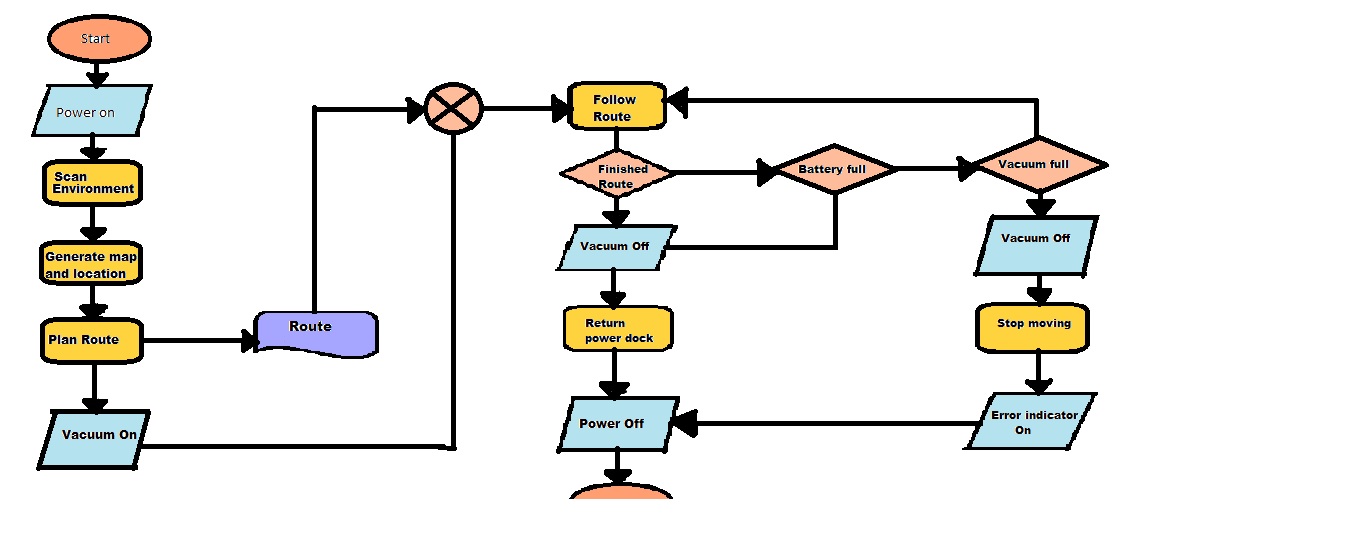 Start
Power on
Scan
Environment
Generate map
and location
Plan Route
Vacuum On
Route
Follow
Route
Finished
Route
Battery full
Vacuum full
Vacuum Off
Return
power dock
Power Off
Vacuum Off
Stop moving
Error indicator
On